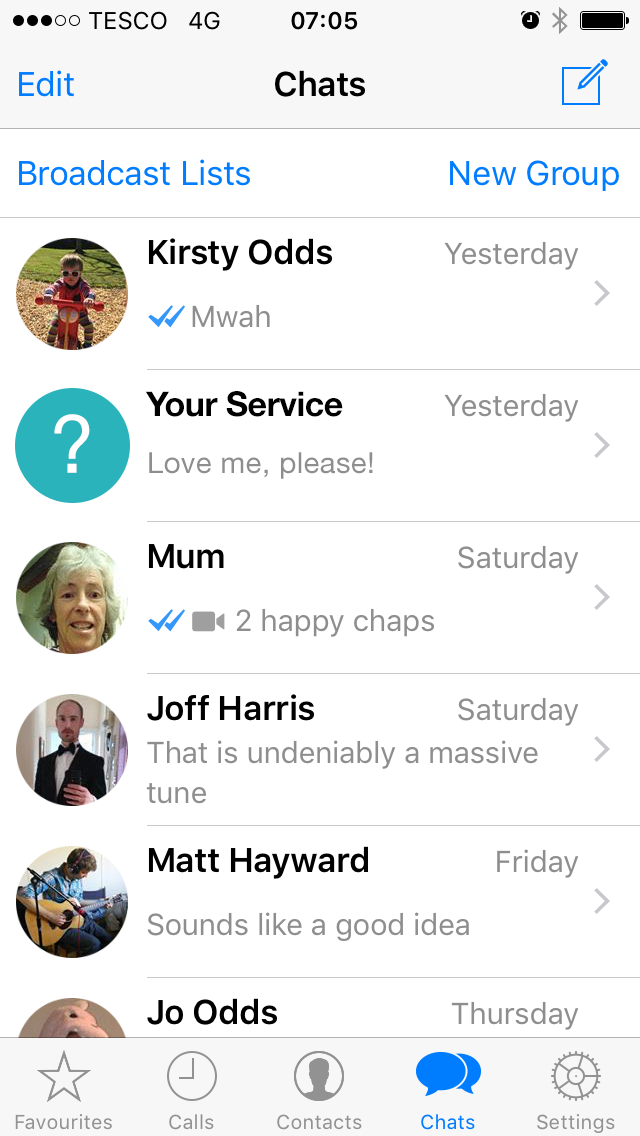 TESCO 4G 07:05
Edit Chats
Broadcast Lists New Group
Kirsty Odds Yesterday
Mwah
?
Your Service Yesterday
Love me, please!
Mum Saturday
2 happy chaps
Joff Harris Saturday
That is undeniably a massive
tune
Matt Hayward Friday
Sounds like a good idea
Jo Odds Thursday
Favourites Calls Contacts Chats Settings